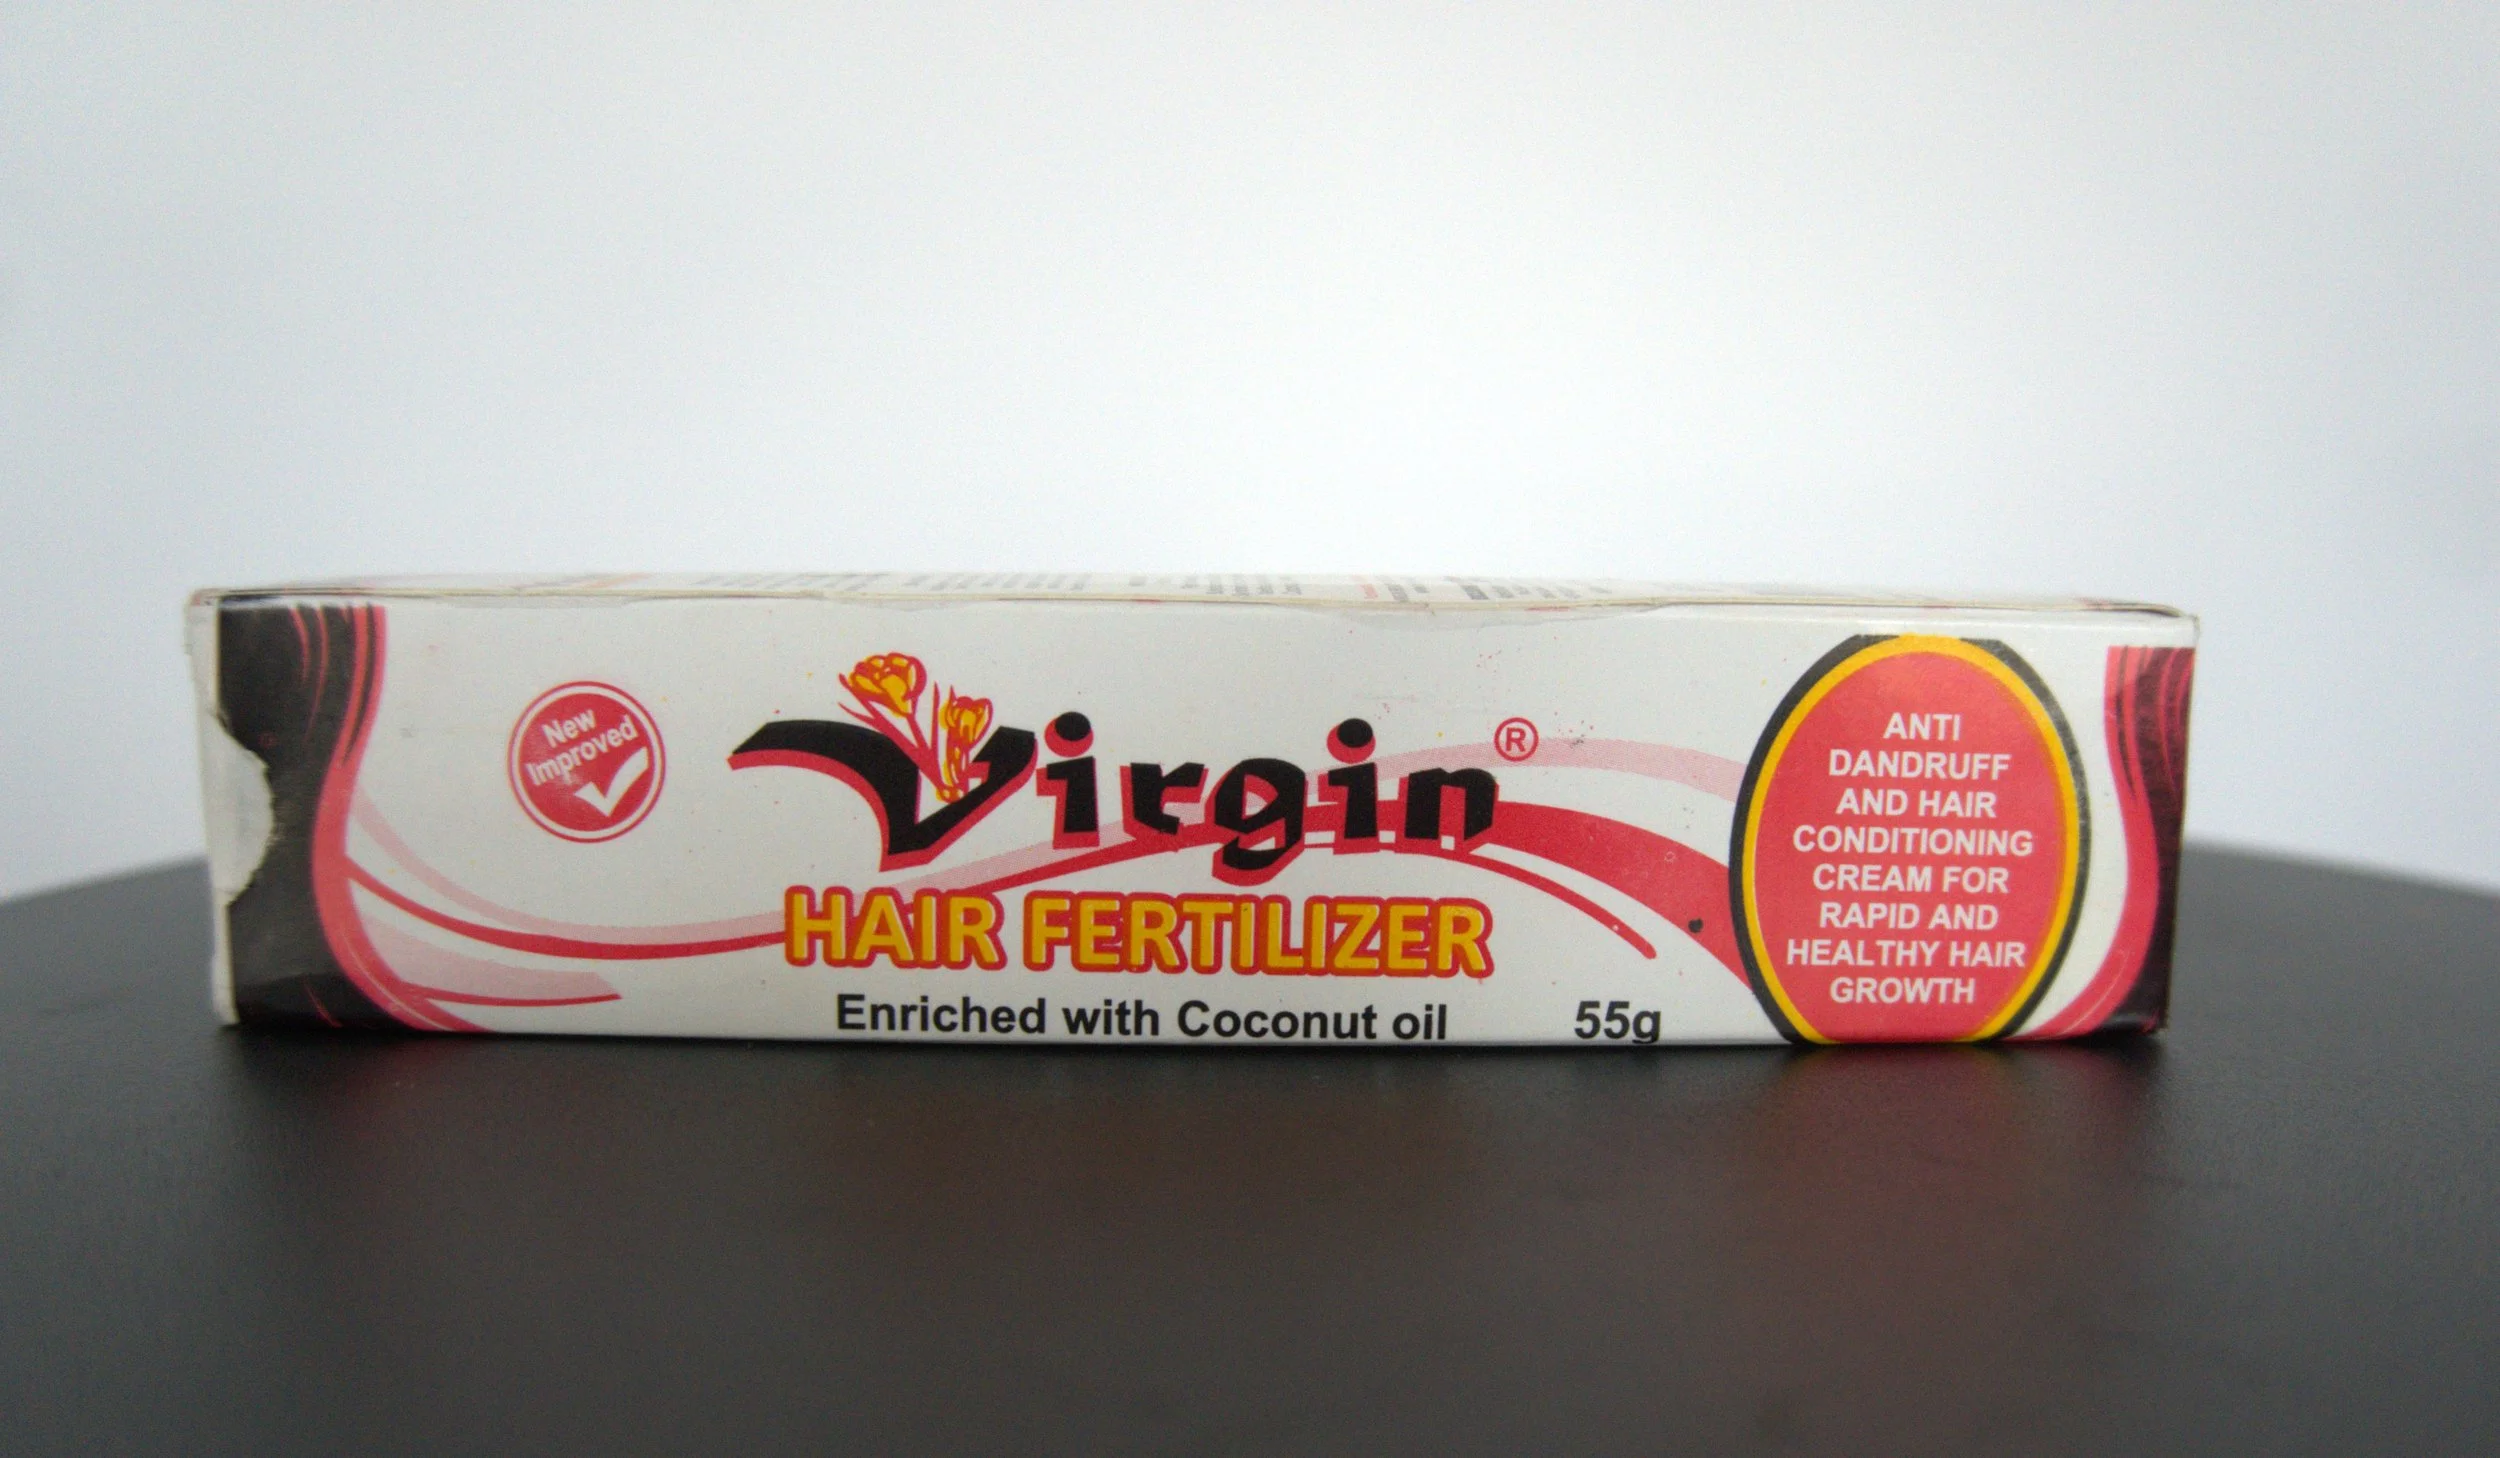 New
Improved
Virgin®
HAIR FERTILIZER
Enriched with Coconut oil
55g
ANTI
DANDRUFF
AND HAIR
CONDITIONING
CREAM FOR
RAPID AND
HEALTHY HAIR
GROWTH